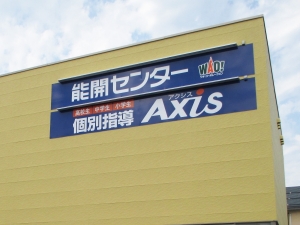 能開センター
高校生 中学生 小学生
個別指導
アクシス
Axis